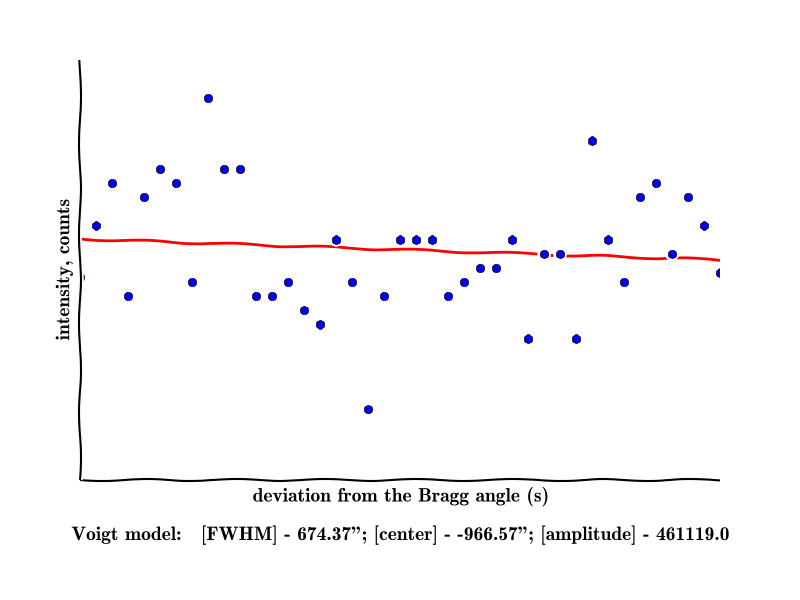 intensity, counts
deviation from the Bragg angle (s)
Voigt model: [FWHM] - 674.37”; [center] - -966.57”; [amplitude] - 461119.0